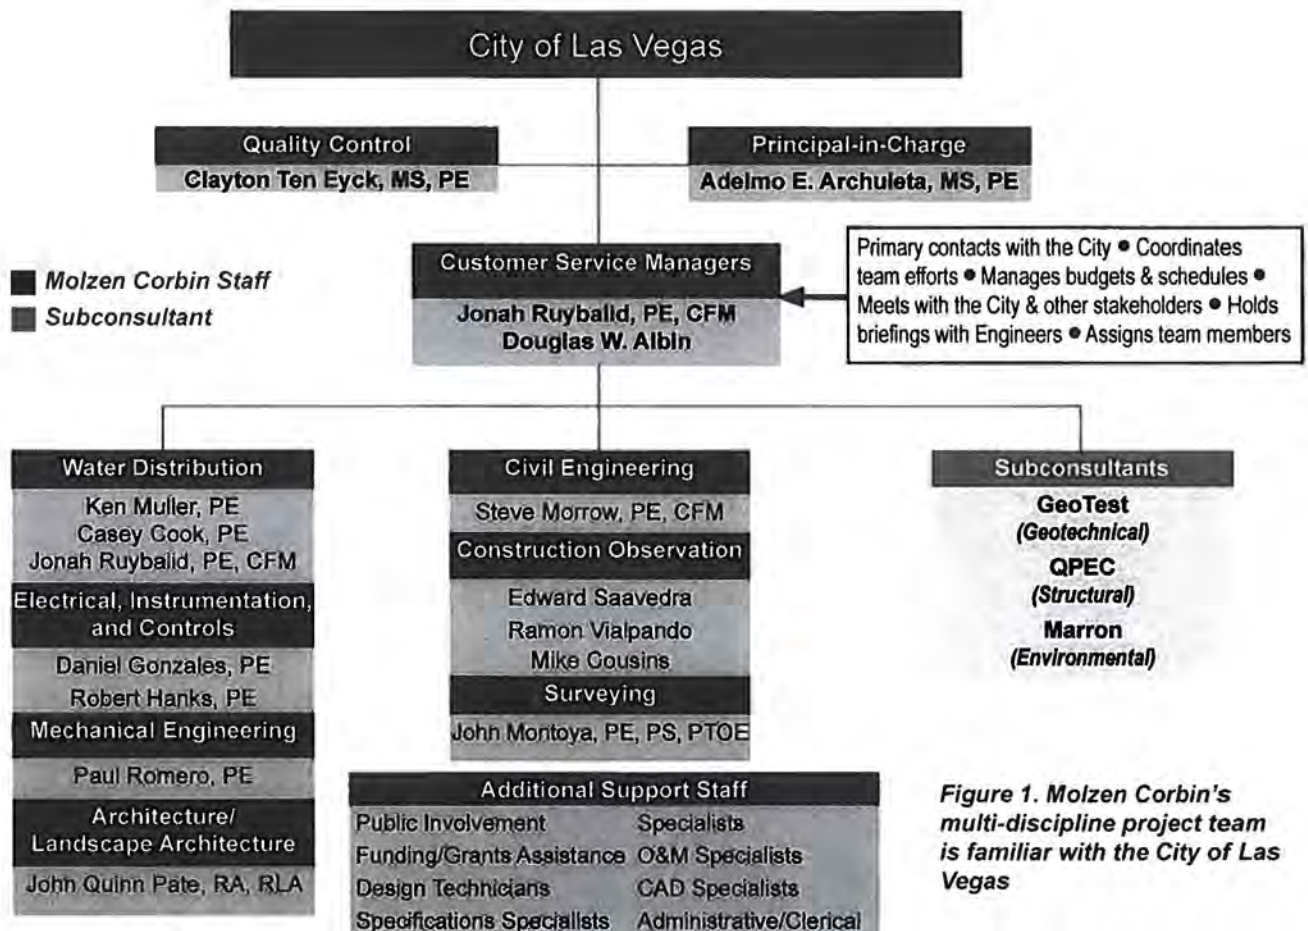 City of Las Vegas
Quality Control
Clayton Ten Eyck, MS, PE
Principal-in-Charge
Adelmo E. Archuleta, MS, PE
Molzen Corbin Staff
Subconsultant
Customer Service Managers
Jonah Ruybalid, PE, CFM
Douglas W. Albin
Primary contacts with the City ● Coordinates
team efforts ● Manages budgets & schedules ●
Meets with the City & other stakeholders ● Holds
briefings with Engineers ● Assigns team members
Water Distribution
Ken Muller, PE
Casey Cook, PE
Jonah Ruybalid, PE, CFM
Electrical, Instrumentation,
and Controls
Daniel Gonzales, PE
Robert Hanks, PE
Mechanical Engineering
Paul Romero, PE
Architecture/
Landscape Architecture
John Quinn Pate, RA, RLA
Civil Engineering
Steve Morrow, PE, CFM
Construction Observation
Edward Saavedra
Ramon Vialpando
Mike Cousins
Surveying
John Montoya, PE, PS, PTOE
Subconsultants
GeoTest
(Geotechnical)
QPEC
(Structural)
Marron
(Environmental)
Additional Support Staff
Public Involvement Specialists
Funding/Grants Assistance O&M Specialists
Design Technicians CAD Specialists
Specifications Specialists Administrative/Clerical
Figure 1. Molzen Corbin's
multi-discipline project team
is familiar with the City of Las
Vegas